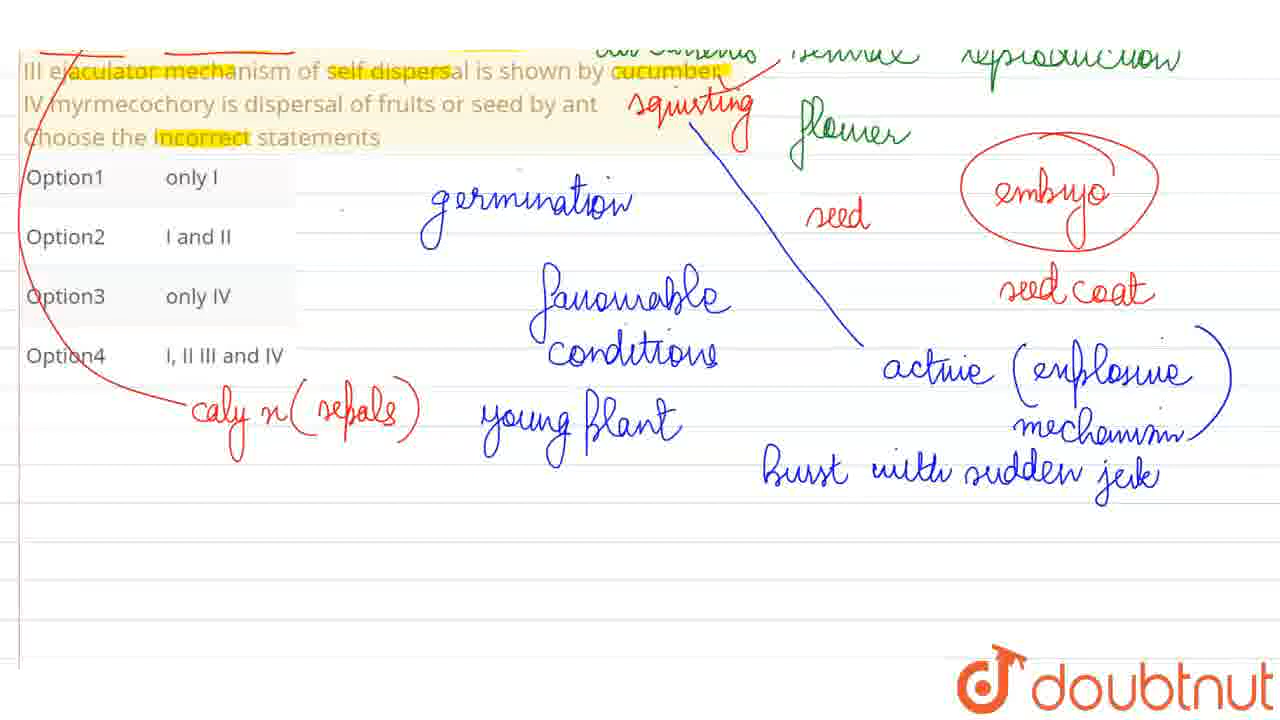 reproduction
III ejaculator mechanism of self dispersal is shown by cucumber.
IV myrmecochory is dispersal of fruits or seed by ant
squirting
Choose the Incorrect statements
flower
Option1 only I
germination
seed
embryo
Option2 I and II
Option3 only IV
favourable
conditions
seed coat
Option4 I, II III and IV
active (explosive
mechanism)
calyx (sepals)
young plant
burst with sudden jerk
doubtnut